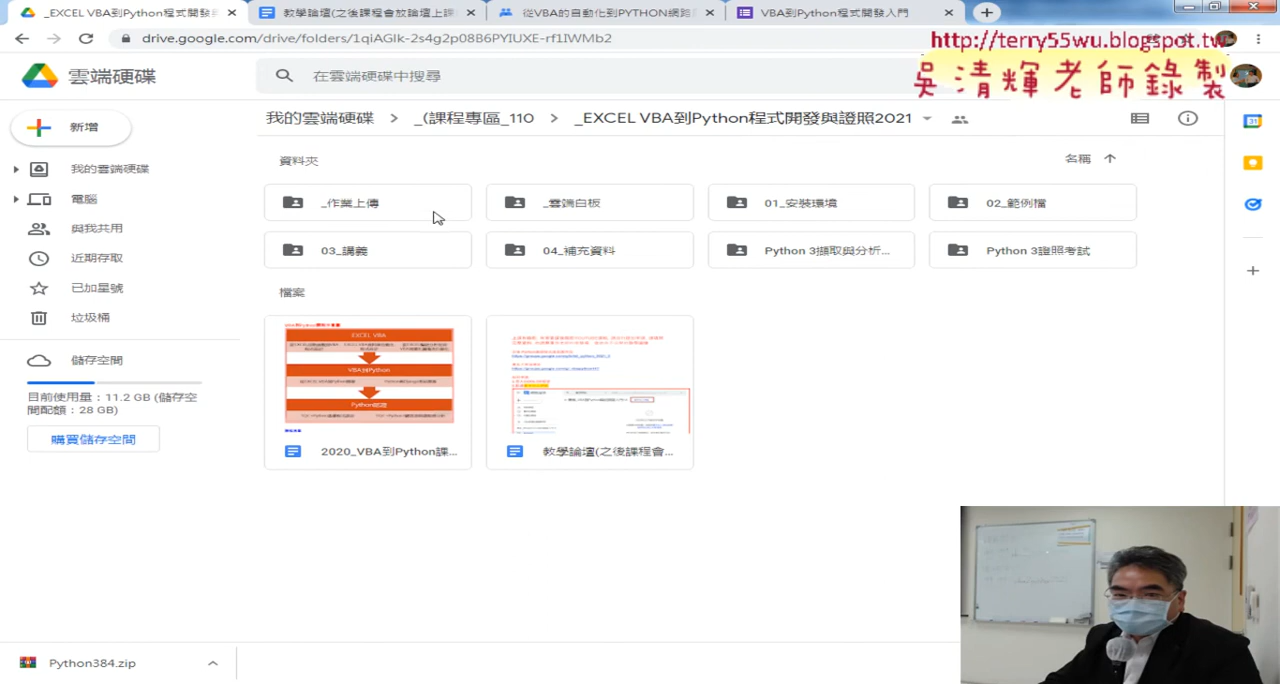 _EXCEL VBA到Python程式開發
教學論壇(之後課程會放論壇上課
從VBA的自動化到PYTHON網路
VBA到Python程式開發入門
drive.google.com/drive/folders/1qiAGlk-2s4g2p08B6PYIUXE-rf1IWMb2
http://terry55wu.blogspot.tw
吳清輝老師錄製
雲端硬碟
在雲端硬碟中搜尋
新增
我的雲端硬碟
_(課程專區_110
_EXCEL VBA到Python程式開發與證照2021
31
我的雲端硬碟
電腦
與我共用
近期存取
已加星號
垃圾桶
儲存空間
目前使用量：11.2 GB (儲存空間配額：28 GB)
購買儲存空間
資料夾
名稱
_作業上傳
_雲端白板
01_安裝環境
02_範例檔
03_講義
04_補充資料
Python 3擷取與分析...
Python 3證照考試
檔案
EXCEL VBA
VBA到Python
2020_VBA到Python課...
教學論壇(之後課程會...
Python384.zip